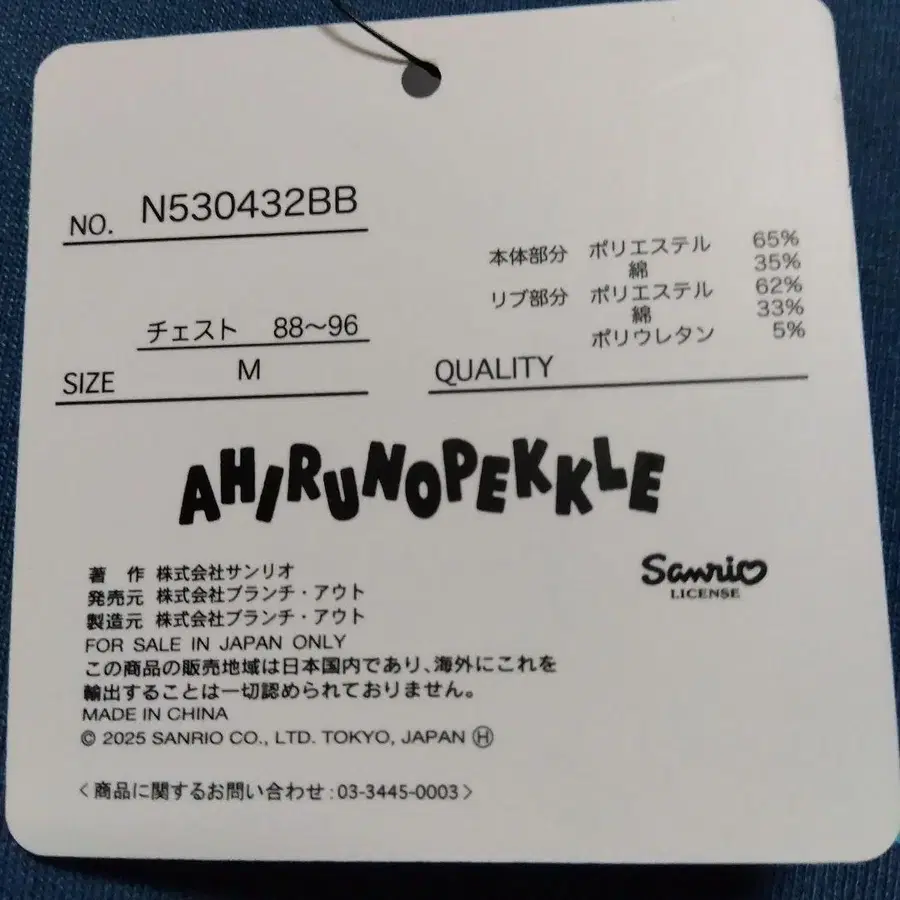 NO. N530432BB
チェスト 88～96
SIZE M
本体部分 ポリエステル 65%
綿 35%
リブ部分 ポリエステル 62%
綿 33%
ポリウレタン 5%
QUALITY
AHIRUNOPEKKLE
著 作 株式会社サンリオ
発売元 株式会社ブランチ・アウト
製造元 株式会社ブランチ・アウト
FOR SALE IN JAPAN ONLY
この商品の販売地域は日本国内であり、海外にこれを
輸出することは一切認められておりません。
MADE IN CHINA
© 2025 SANRIO CO., LTD. TOKYO, JAPAN Ⓗ
Sanrio
LICENSE
＜商品に関するお問い合わせ：03-3445-0003＞